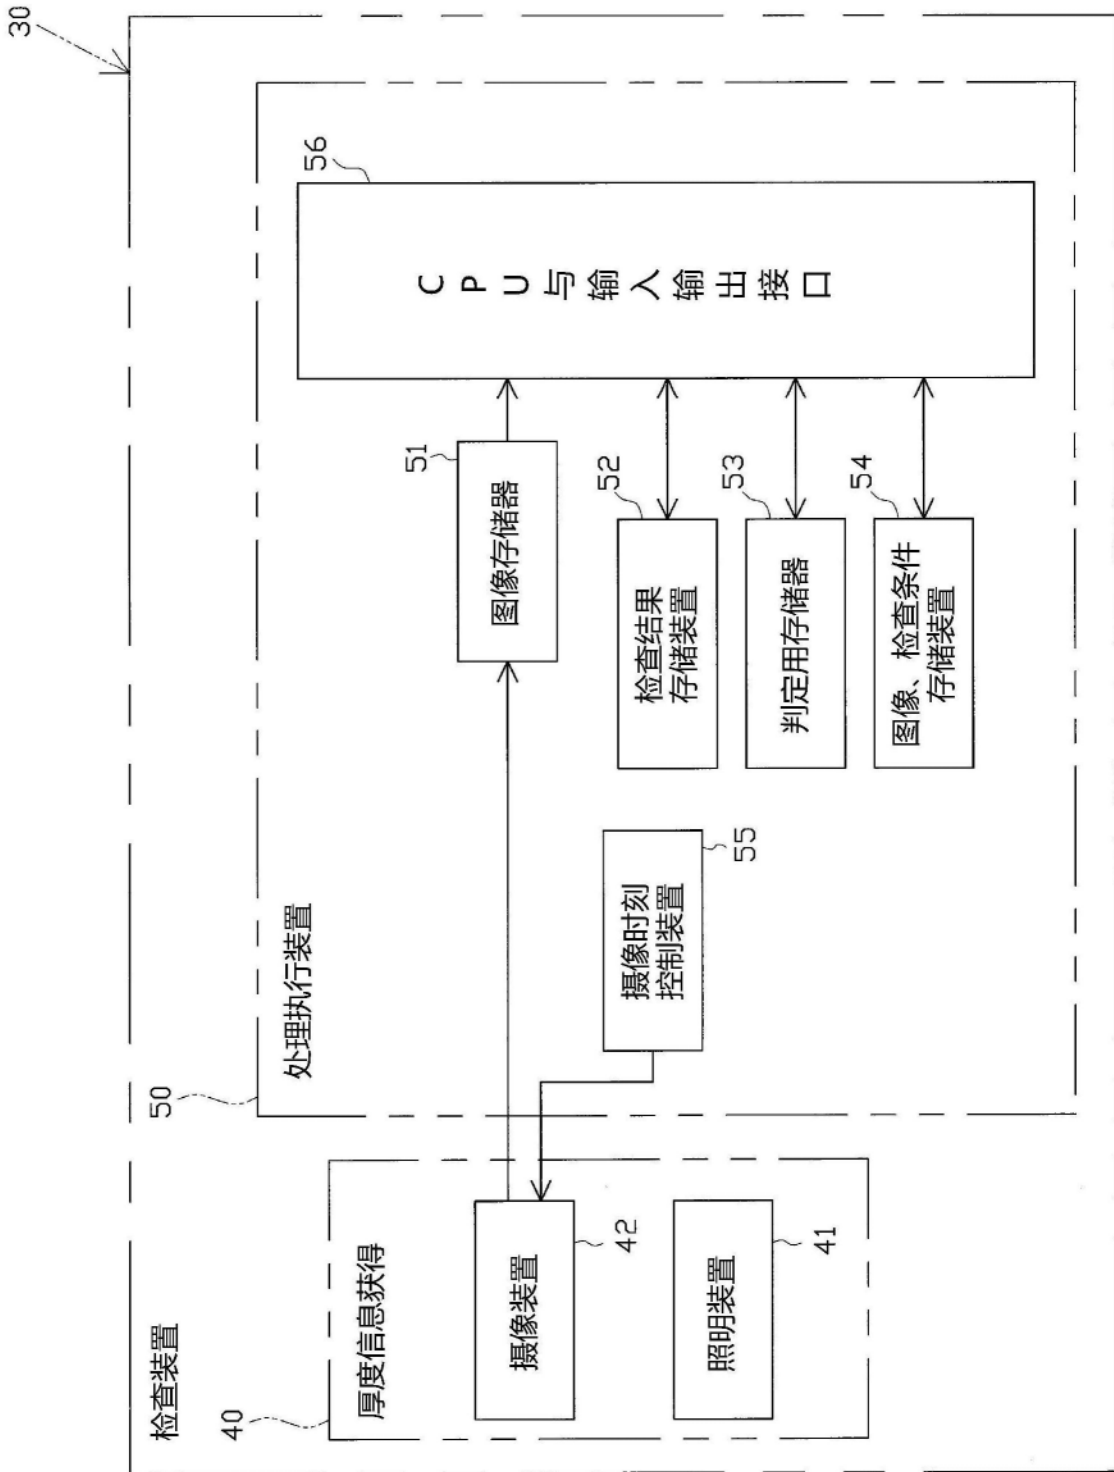 30
检查装置
40
厚度信息获得
摄像装置
42
照明装置
41
50
处理执行装置
摄像时刻
控制装置
55
图像存储器
51
检查结果
存储装置
52
判定用存储器
53
图像、检查条件
存储装置
54
CPU与输入输出接口
56